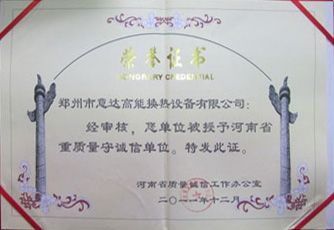 荣誉证书
HONORARY CREDENTIAL
郑州市意达高能换热设备有限公司：
经审核，您单位被授予河南省
重质量守诚信单位。特发此证。
河南省质量诚信工作办公室
二〇一一年十二月